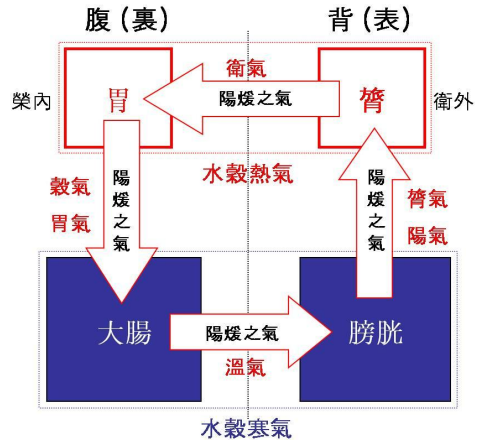 腹 (裏)
背 (表)
衛氣
榮內
胃
陽煖之氣
膂
衛外
水穀熱氣
穀氣
胃氣
陽煖之氣
陽煖之氣
膂氣
陽氣
大腸
陽煖之氣
膀胱
溫氣
水穀塞氣